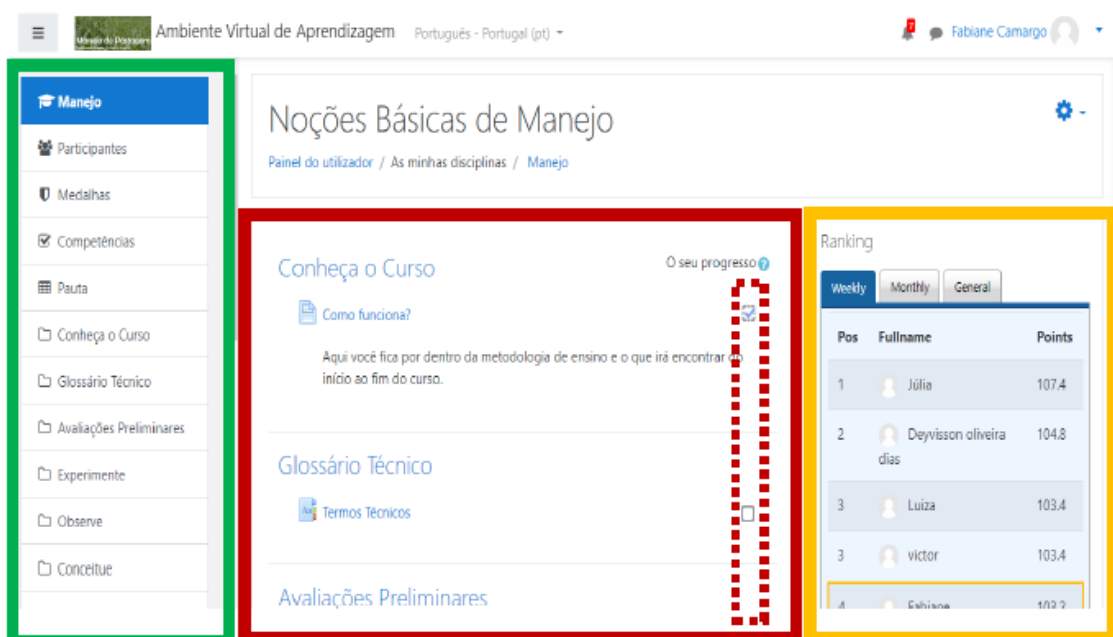 Manejo de Pastagem
Ambiente Virtual de Aprendizagem Português - Portugal (pt)
7
Fabiane Camargo
Manejo
Participantes
Medalhas
Competências
Pauta
Conheça o Curso
Glossário Técnico
Avaliações Preliminares
Experimente
Observe
Conceitue
Noções Básicas de Manejo
Painel do utilizador / As minhas disciplinas / Manejo
Conheça o Curso
O seu progresso
Como funciona?
Aqui você fica por dentro da metodologia de ensino e o que irá encontrar do
início ao fim do curso.
Glossário Técnico
Termos Técnicos
Avaliações Preliminares
Ranking
Weekly Monthly General
Pos Fullname Points
1 Júlia 107.4
2 Deyvisson oliveira 104.8
dias
3 Luiza 103.4
3 victor 103.4
4 Fabiane